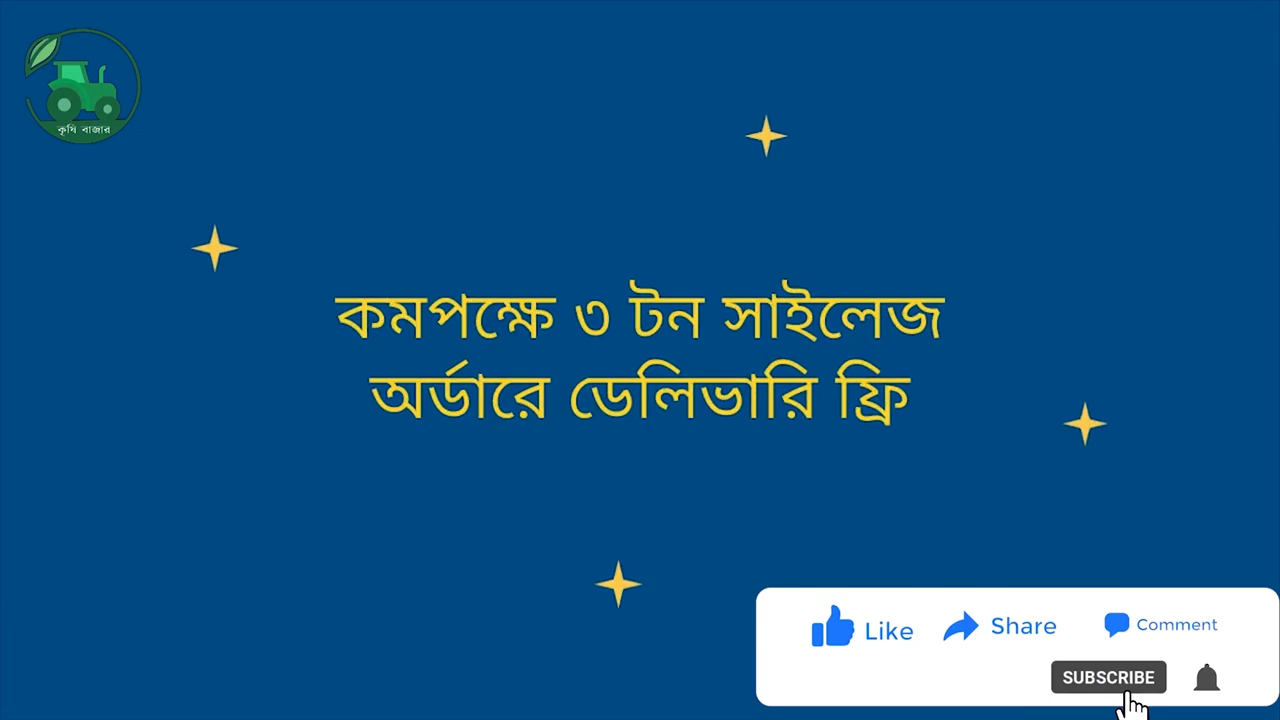 কৃষি বাজার
কমপক্ষে ৩ টন সাইলেজ
অর্ডারে ডেলিভারি ফ্রি
Like
Share
Comment
SUBSCRIBE